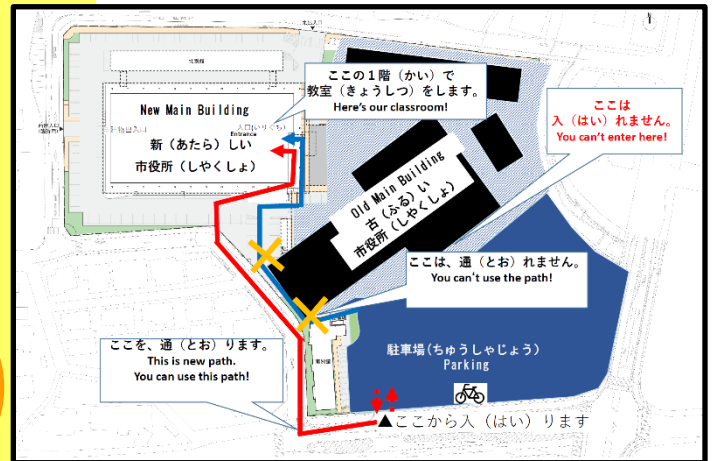 ここの１階（かい）で
教室（きょうしつ）をします。
Here's our classroom!
New Main Building
入口(いりぐち)
Entrance
新（あたら）しい
市役所（しやくしょ）
ここは
入（はい）れません。
You can't enter here!
Old Main Building
古（ふる）い
市役所（しやくしょ）
ここは、通（とお）れません。
You can't use the path!
ここを、通（とお）ります。
This is new path.
You can use this path!
駐車場(ちゅうしゃじょう)
Parking
▲ここから入（はい）ります